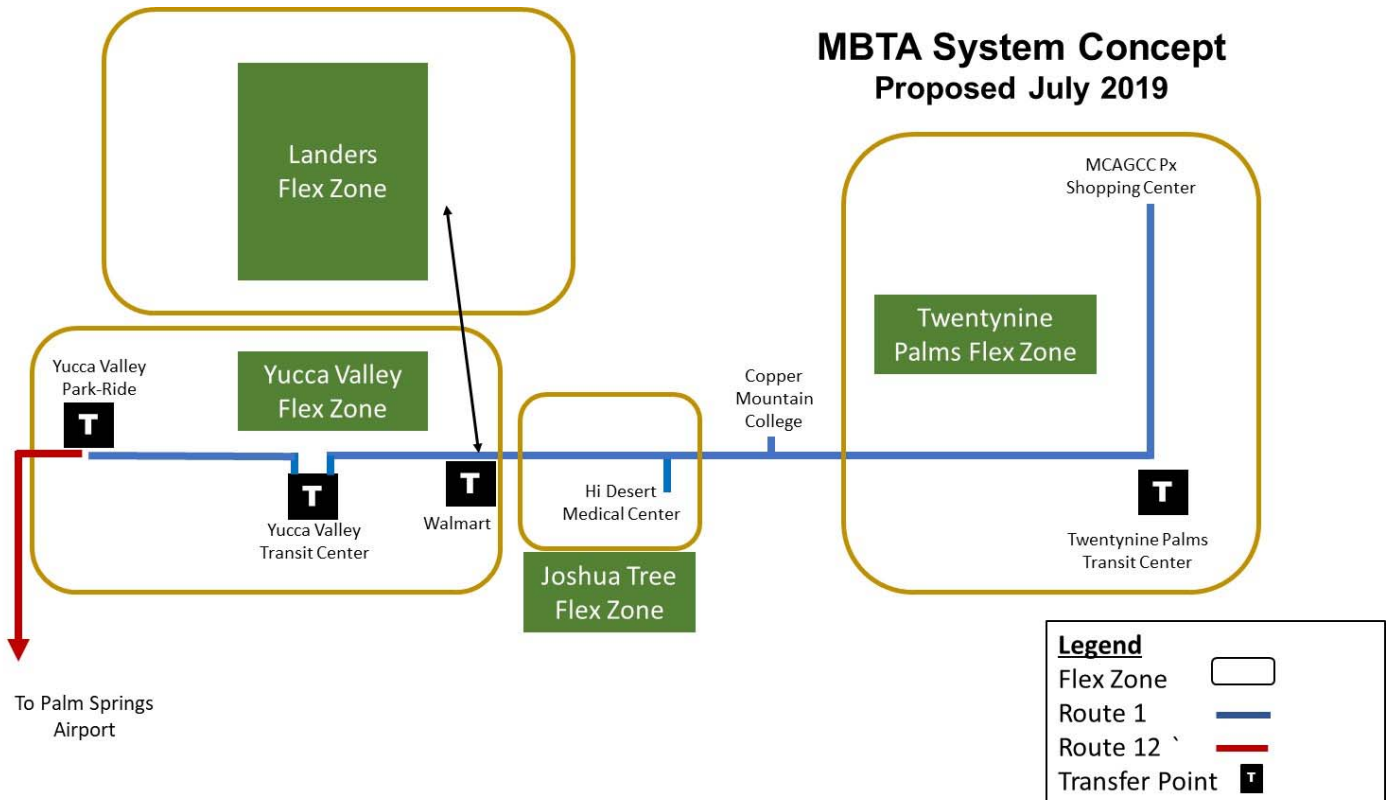 MBTA System Concept
Proposed July 2019
Landers
Flex Zone
MCAGCC Px
Shopping Center
Twentynine
Palms Flex Zone
Yucca Valley
Park-Ride
T
Yucca Valley
Flex Zone
Copper
Mountain
College
T
Yucca Valley
Transit Center
T
Walmart
Hi Desert
Medical Center
T
Twentynine Palms
Transit Center
Joshua Tree
Flex Zone
To Palm Springs
Airport
Legend
Flex Zone
Route 1
Route 12 `
Transfer Point T